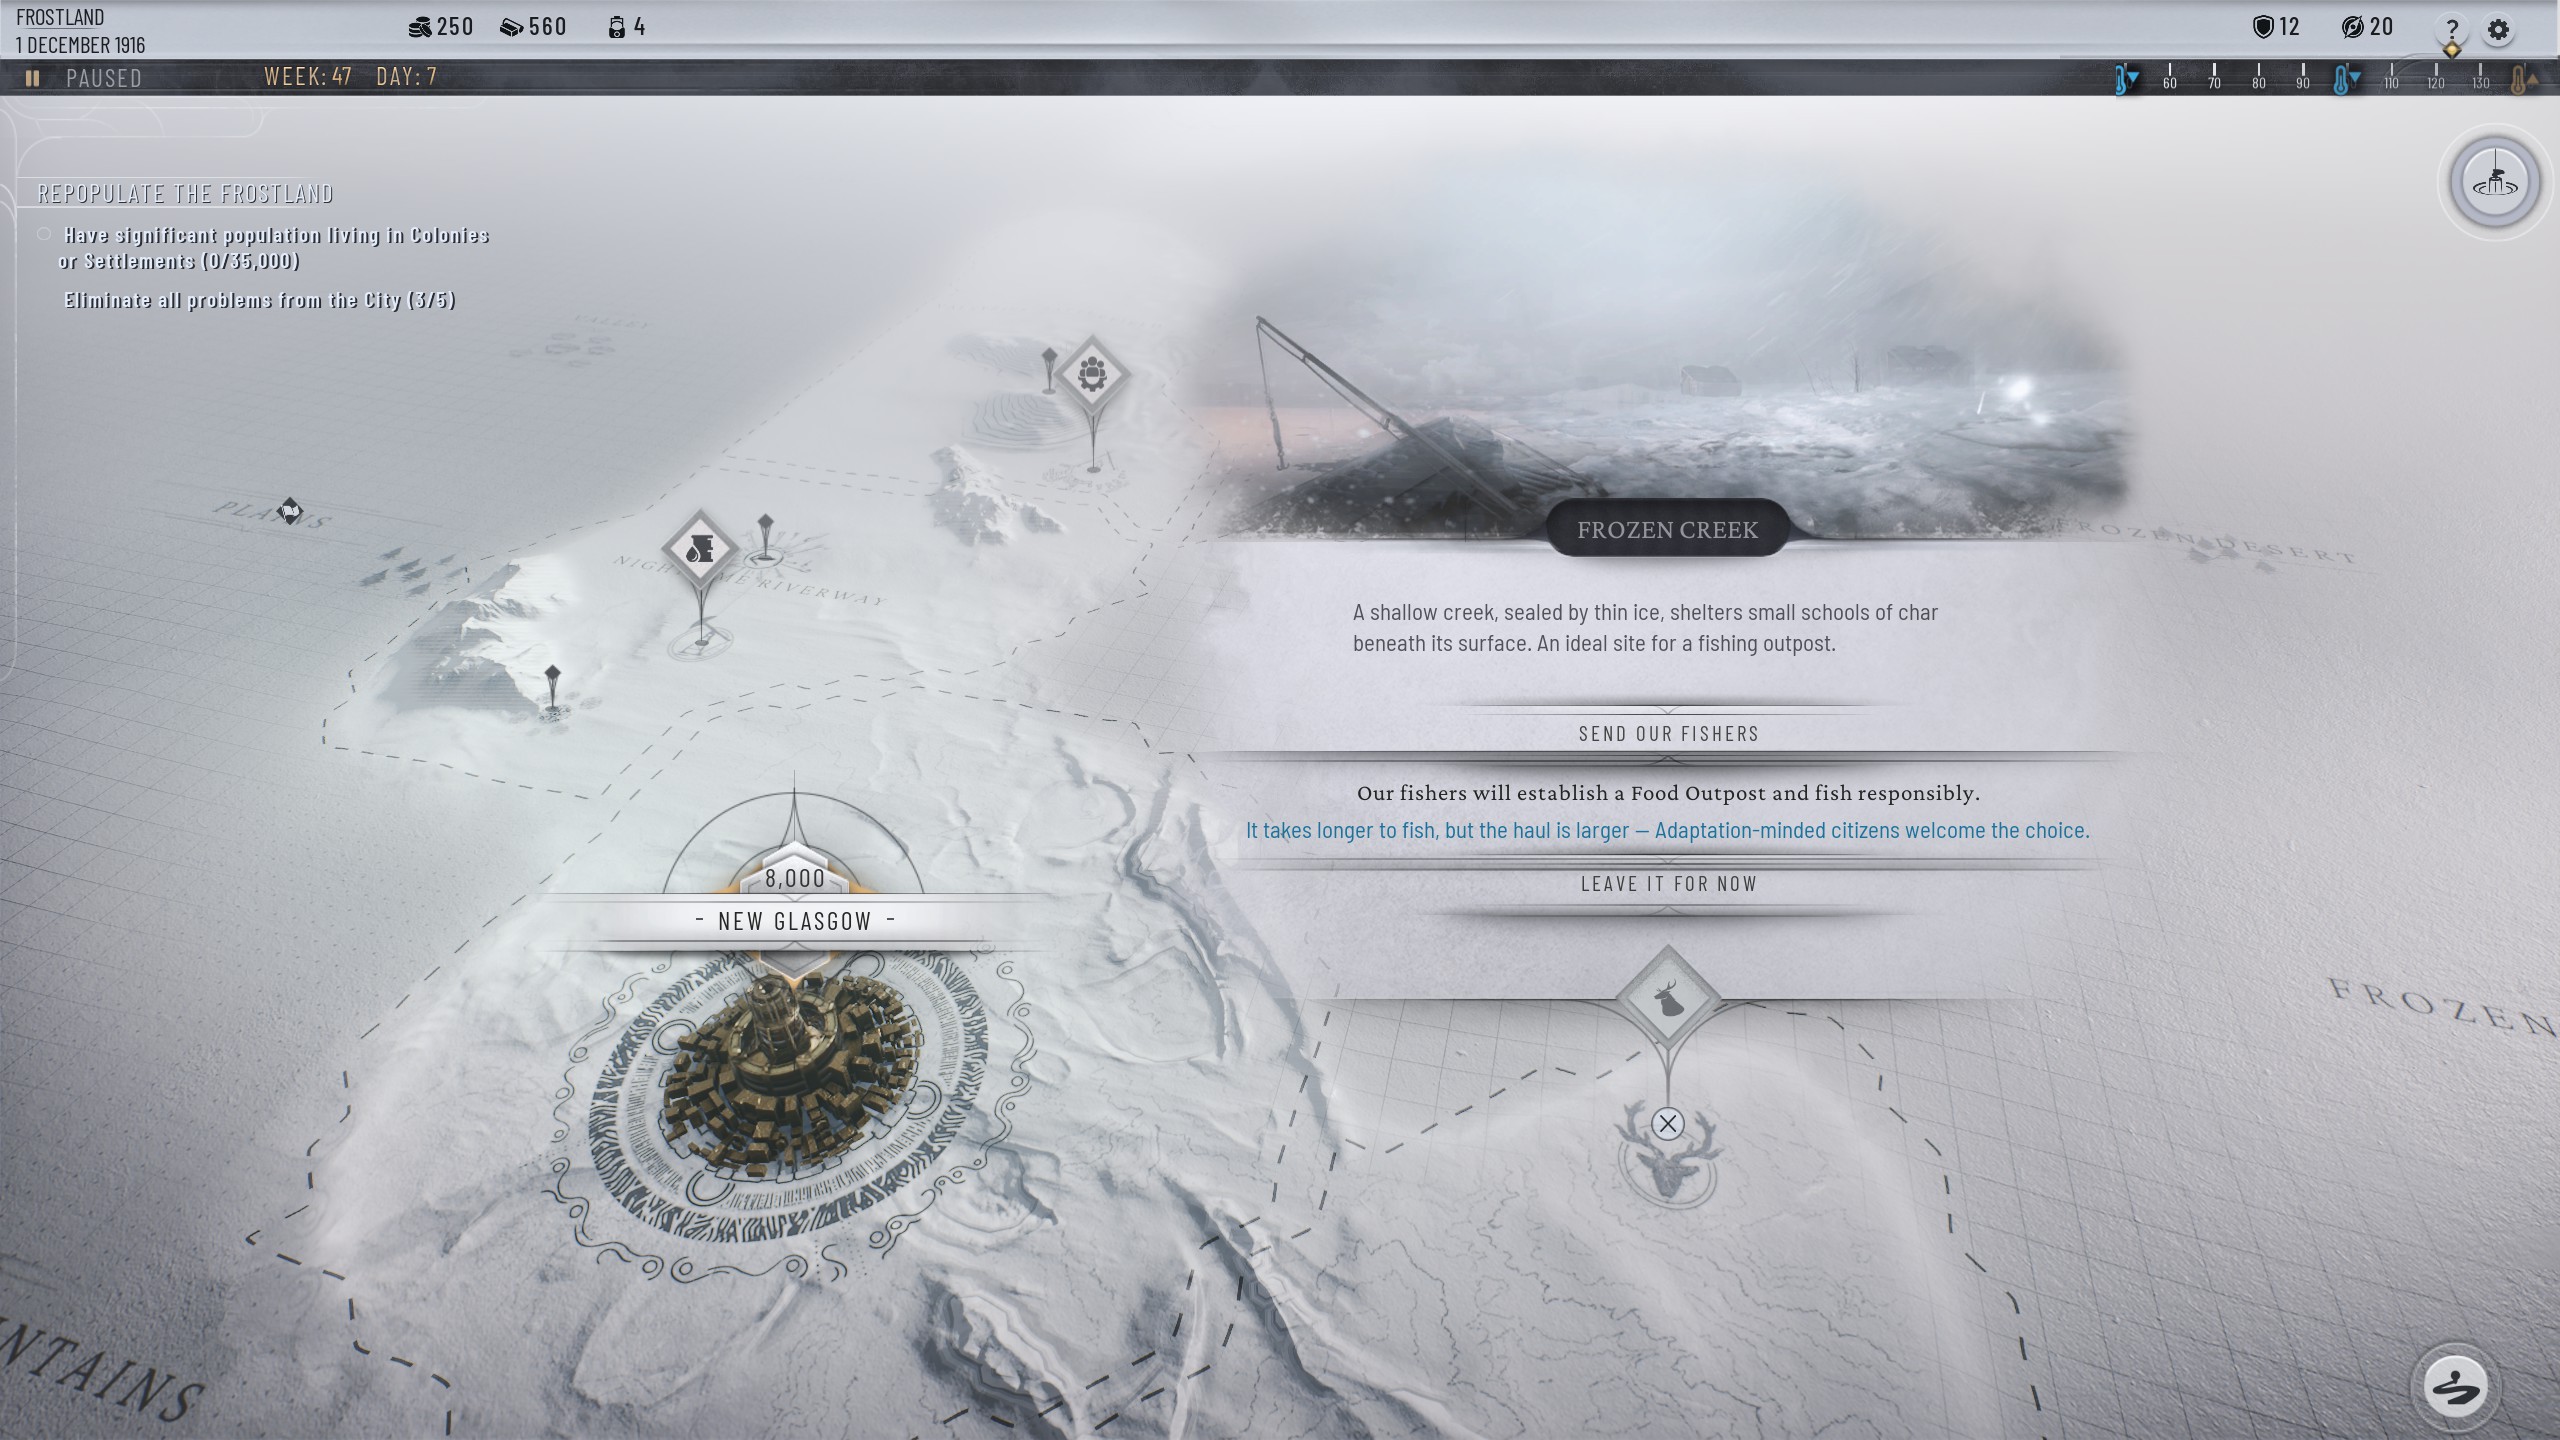 FROSTLAND
1 DECEMBER 1916
250 560 4
12 20 ?
PAUSED WEEK: 47 DAY: 7
60 70 80 90 110 120 130
REPOPULATE THE FROSTLAND
Have significant population living in Colonies
or Settlements (0/35,000)
Eliminate all problems from the City (3/5)
VALLEY
PLAINS
FROZEN DESERT
FROZEN CREEK
A shallow creek, sealed by thin ice, shelters small schools of char
beneath its surface. An ideal site for a fishing outpost.
SEND OUR FISHERS
Our fishers will establish a Food Outpost and fish responsibly.
It takes longer to fish, but the haul is larger — Adaptation-minded citizens welcome the choice.
LEAVE IT FOR NOW
RIVERWAY
8,000
- NEW GLASGOW -
FROZEN
NTAINS